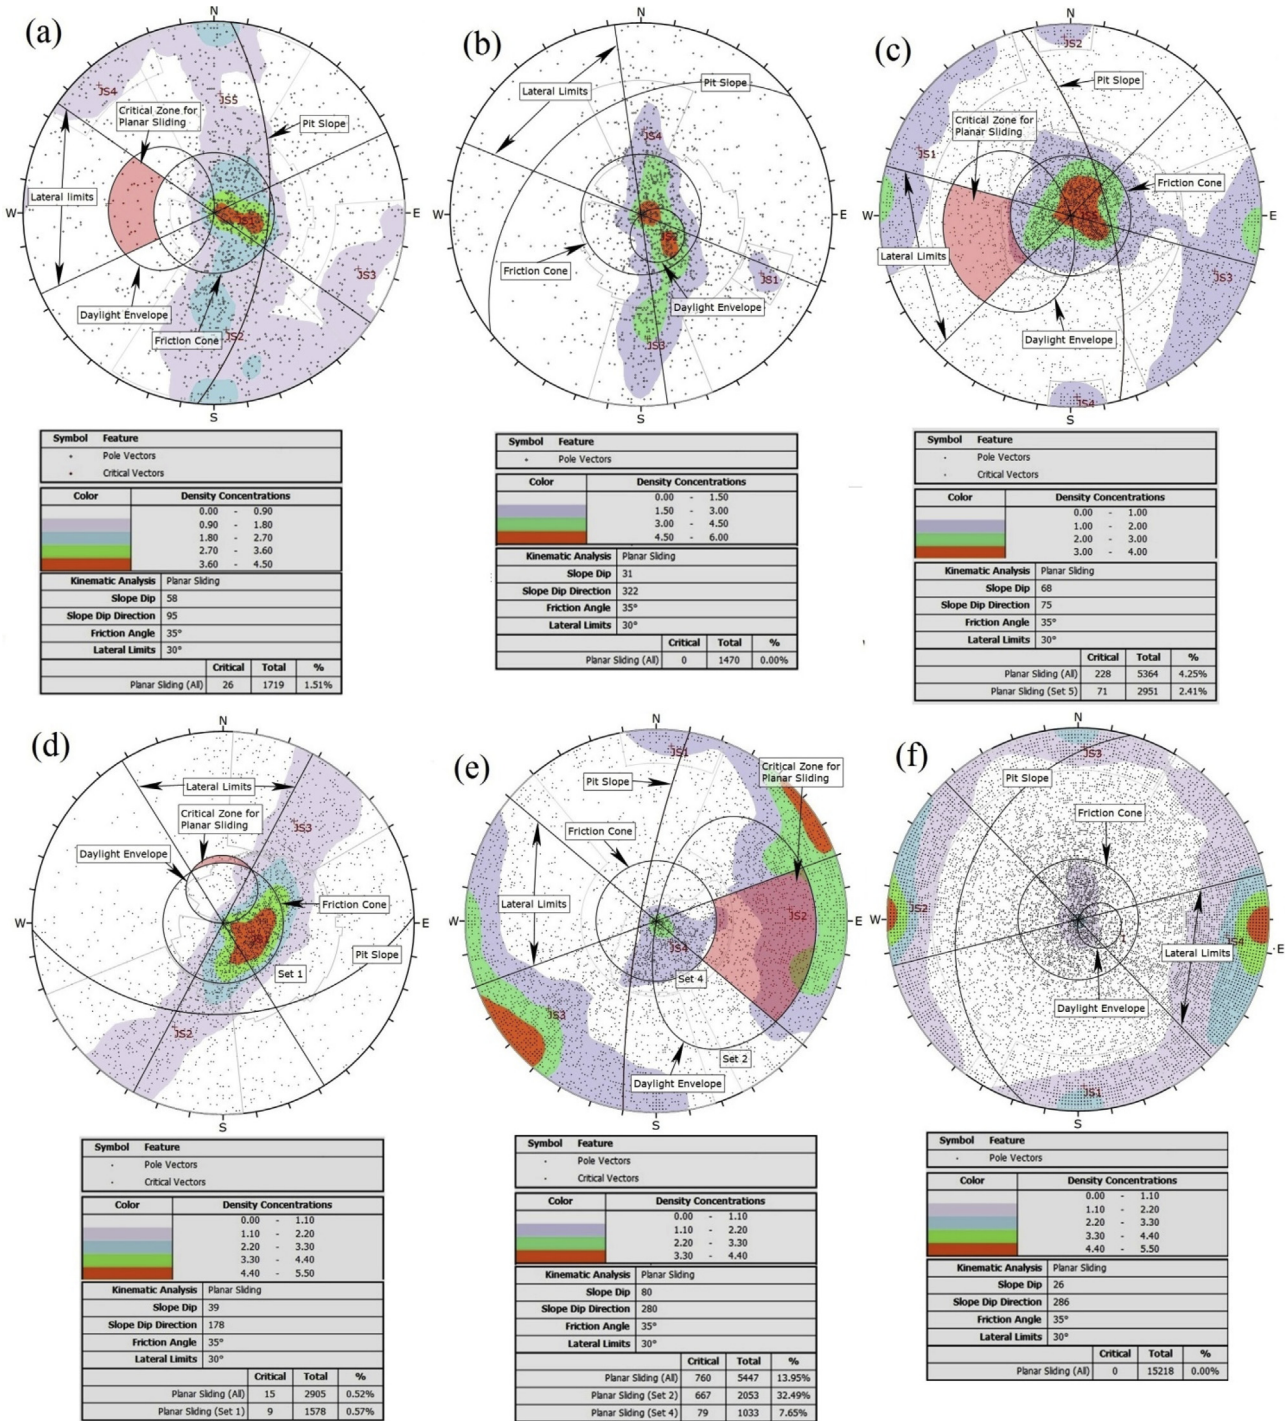 (a)
N
JS4
JS5
Critical Zone for
Planar Sliding
Pit Slope
Lateral limits
W
E
JS3
Daylight Envelope
Friction Cone
JS2
S
Symbol Feature
Pole Vectors
Critical Vectors
Color Density Concentrations
0.00 - 0.90
0.90 - 1.80
1.80 - 2.70
2.70 - 3.60
3.60 - 4.50
Kinematic Analysis Planar Sliding
Slope Dip 58
Slope Dip Direction 95
Friction Angle 35°
Lateral Limits 30°
Critical Total %
Planar Sliding (All) 26 1719 1.51%
(b)
N
Lateral Limits
Pit Slope
JS4
W
E
Friction Cone
JS1
Daylight Envelope
JS3
S
Symbol Feature
Pole Vectors
Color Density Concentrations
0.00 - 1.50
1.50 - 3.00
3.00 - 4.50
4.50 - 6.00
Kinematic Analysis Planar Sliding
Slope Dip 31
Slope Dip Direction 322
Friction Angle 35°
Lateral Limits 30°
Critical Total %
Planar Sliding (All) 0 1470 0.00%
(c)
N
JS2
Pit Slope
Critical Zone for
Planar Sliding
JS1
Friction Cone
W
E
Lateral Limits
JS3
Daylight Envelope
JS4
S
Symbol Feature
Pole Vectors
Critical Vectors
Color Density Concentrations
0.00 - 1.00
1.00 - 2.00
2.00 - 3.00
3.00 - 4.00
Kinematic Analysis Planar Sliding
Slope Dip 68
Slope Dip Direction 75
Friction Angle 35°
Lateral Limits 30°
Critical Total %
Planar Sliding (All) 228 5364 4.25%
Planar Sliding (Set 5) 71 2951 2.41%
(d)
N
Lateral Limits
Critical Zone for
Planar Sliding
JS3
Daylight Envelope
Friction Cone
W
E
Pit Slope
Set 1
JS2
S
Symbol Feature
Pole Vectors
Critical Vectors
Color Density Concentrations
0.00 - 1.10
1.10 - 2.20
2.20 - 3.30
3.30 - 4.40
4.40 - 5.50
Kinematic Analysis Planar Sliding
Slope Dip 39
Slope Dip Direction 178
Friction Angle 35°
Lateral Limits 30°
Critical Total %
Planar Sliding (All) 15 2905 0.52%
Planar Sliding (Set 1) 9 1578 0.57%
(e)
N
JS1
Critical Zone for
Planar Sliding
Pit Slope
Friction Cone
Lateral Limits
JS2
W
E
JS4
Set 4
JS3
Set 2
Daylight Envelope
S
Symbol Feature
Pole Vectors
Critical Vectors
Color Density Concentrations
0.00 - 1.10
1.10 - 2.20
2.20 - 3.30
3.30 - 4.40
Kinematic Analysis Planar Sliding
Slope Dip 80
Slope Dip Direction 280
Friction Angle 35°
Lateral Limits 30°
Critical Total %
Planar Sliding (All) 760 5447 13.95%
Planar Sliding (Set 2) 667 2053 32.49%
Planar Sliding (Set 4) 79 1033 7.65%
(f)
N
JS3
Pit Slope
Friction Cone
JS2
W
JS4
E
Lateral Limits
Daylight Envelope
JS1
S
Symbol Feature
Pole Vectors
Color Density Concentrations
0.00 - 1.10
1.10 - 2.20
2.20 - 3.30
3.30 - 4.40
4.40 - 5.50
Kinematic Analysis Planar Sliding
Slope Dip 26
Slope Dip Direction 286
Friction Angle 35°
Lateral Limits 30°
Critical Total %
Planar Sliding (All) 0 15218 0.00%